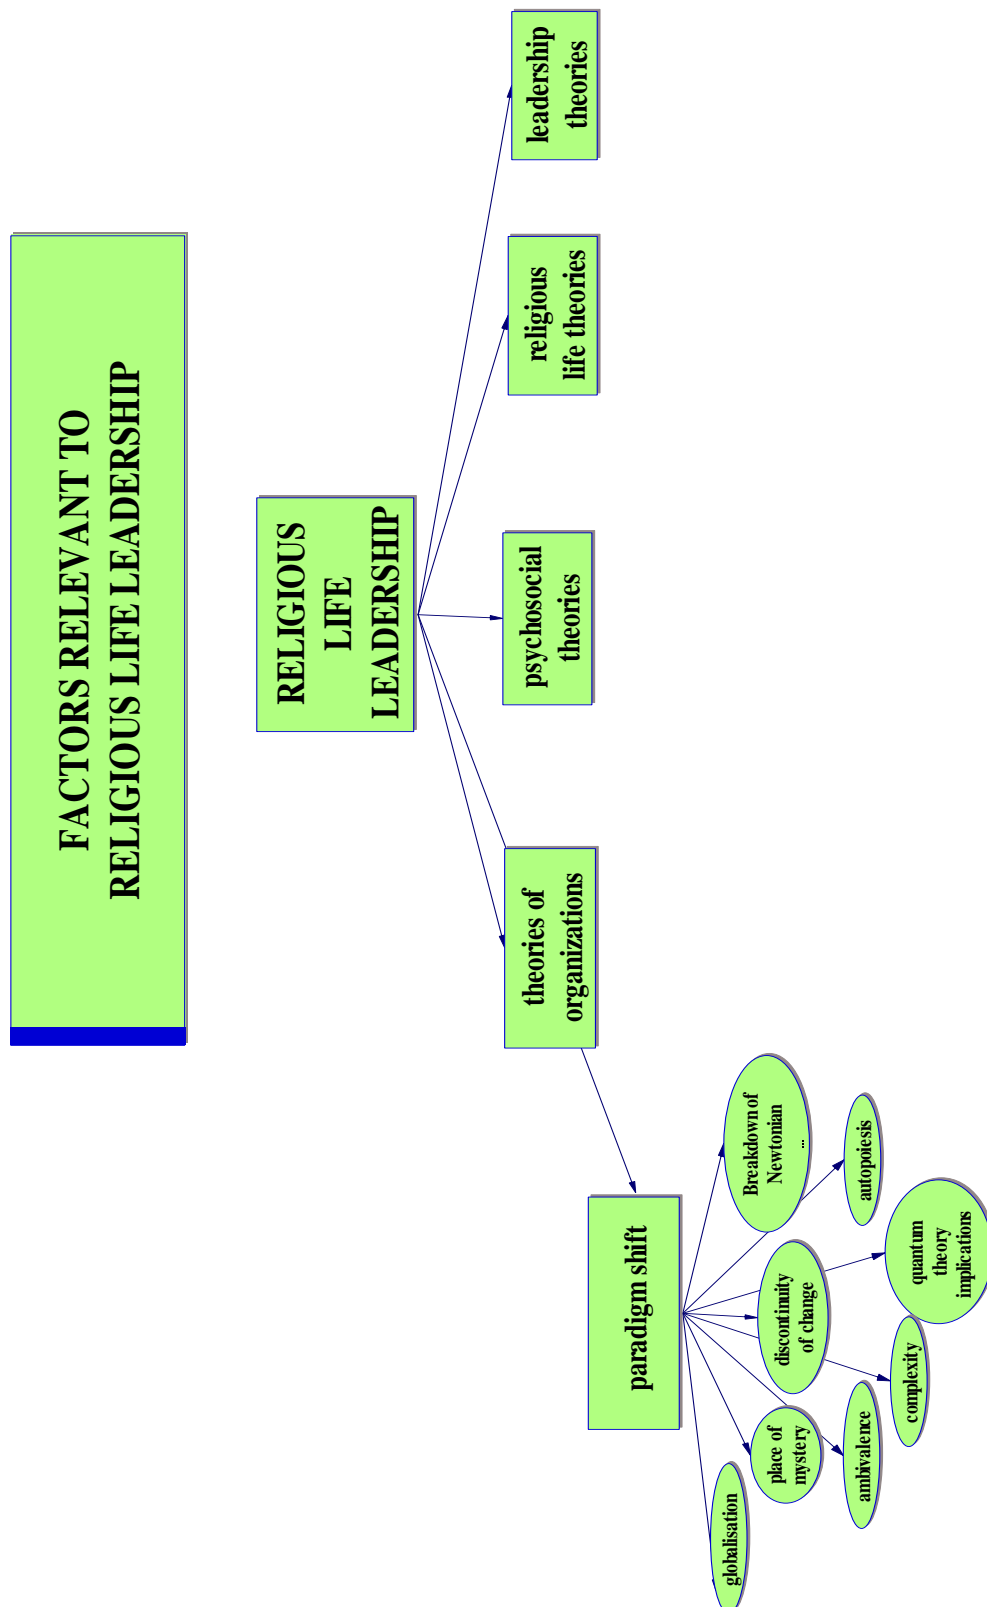 FACTORS RELEVANT TO
RELIGIOUS LIFE LEADERSHIP
RELIGIOUS
LIFE
LEADERSHIP
theories of
organizations
psychosocial
theories
religious
life theories
leadership
theories
paradigm shift
globalisation
place of
mystery
ambivalence
complexity
discontinuity
of change
quantum
theory
implications
autopoiesis
Breakdown of
Newtonian
...